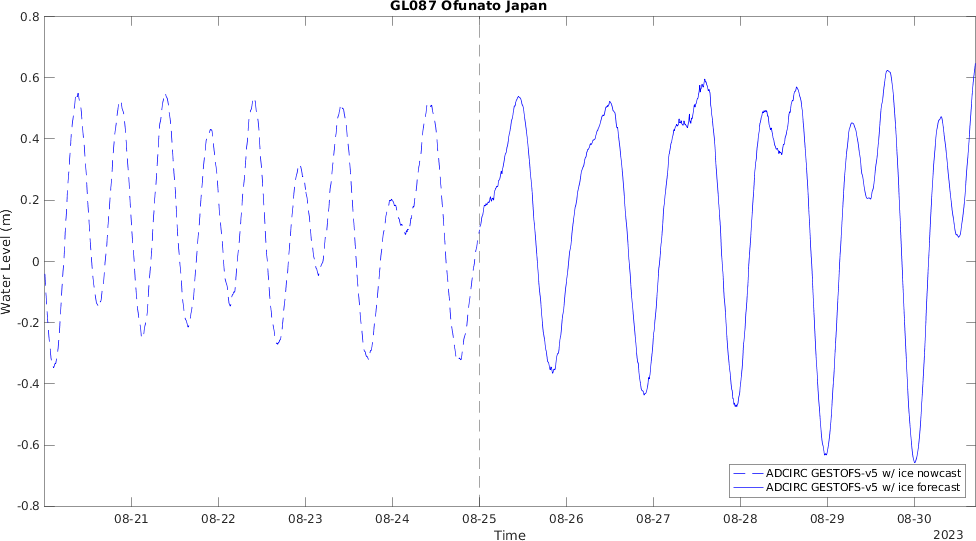 GL087 Ofunato Japan
0.8
0.6
0.4
0.2
0
-0.2
-0.4
-0.6
-0.8
Water Level (m)
ADCIRC GESTOFS-v5 w/ ice nowcast
ADCIRC GESTOFS-v5 w/ ice forecast
08-21 08-22 08-23 08-24 08-25 08-26 08-27 08-28 08-29 08-30
Time
2023